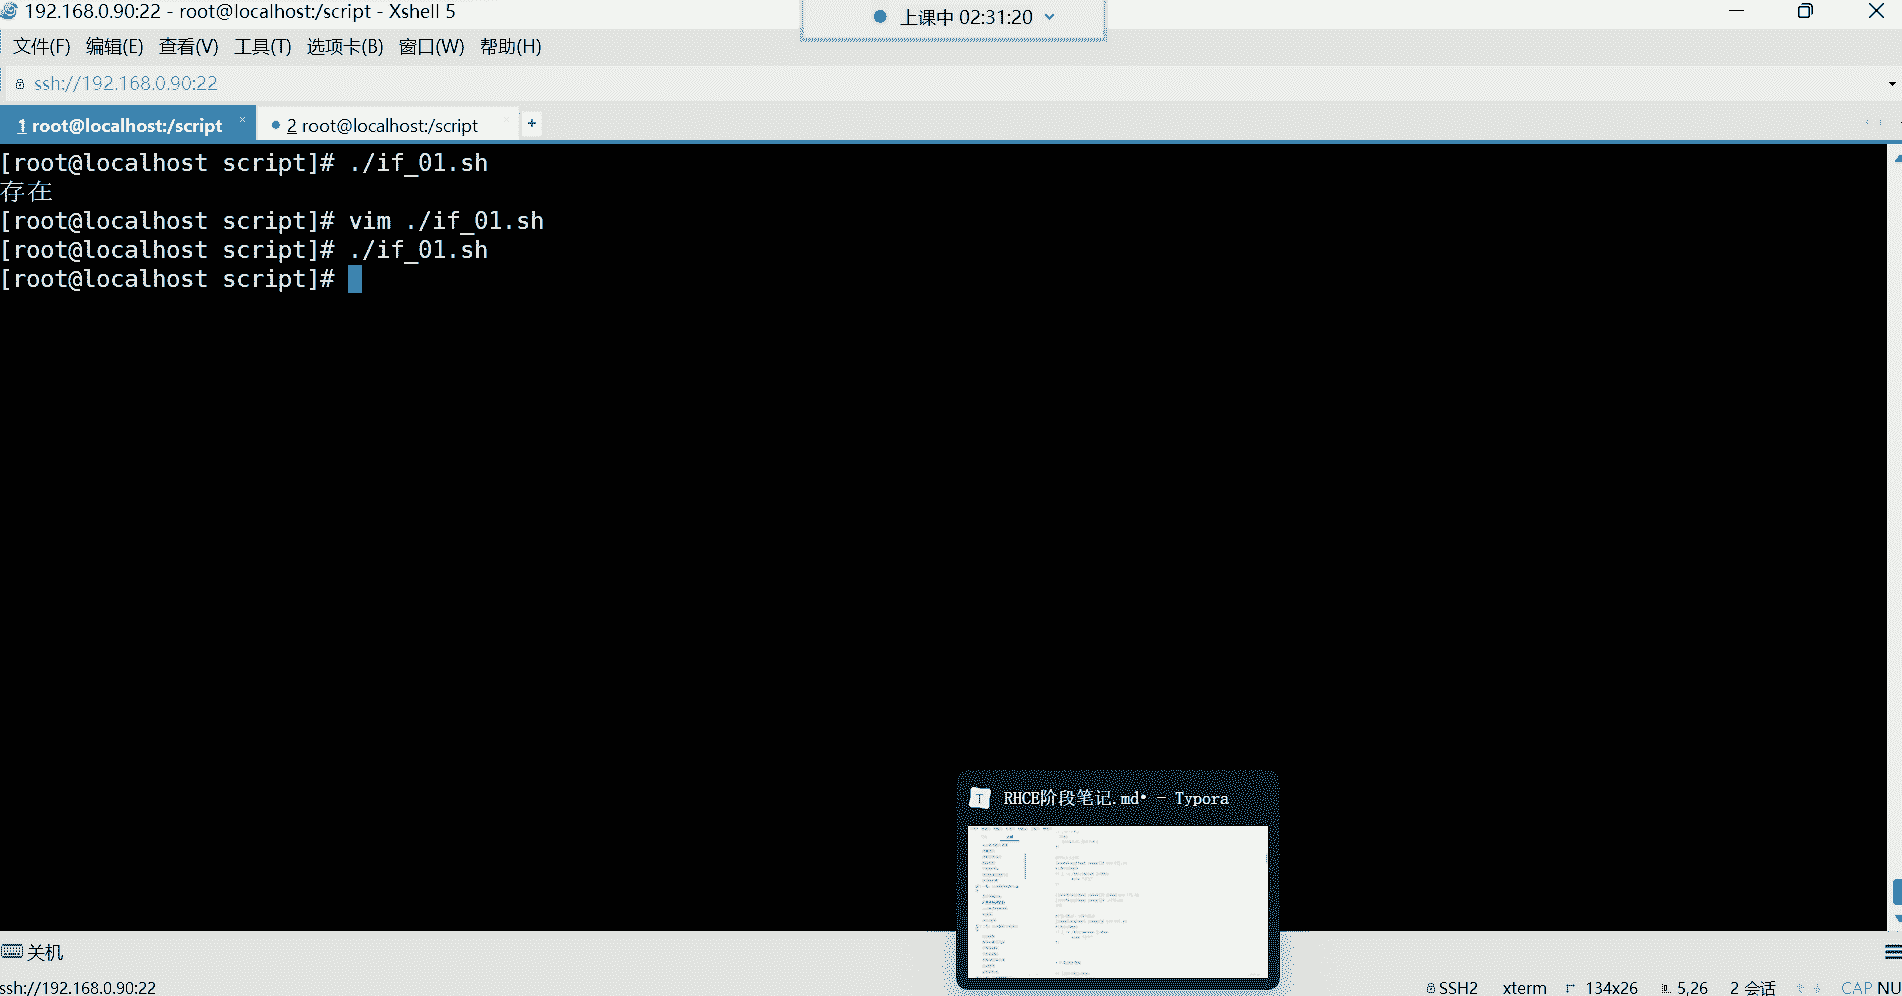 192.168.0.90:22 - root@localhost:/script - Xshell 5
上课中 02:31:20
文件(F) 编辑(E) 查看(V) 工具(T) 选项卡(B) 窗口(W) 帮助(H)
ssh://192.168.0.90:22
1 root@localhost:/script
2 root@localhost:/script
+
[root@localhost script]# ./if_01.sh
存在
[root@localhost script]# vim ./if_01.sh
[root@localhost script]# ./if_01.sh
[root@localhost script]#
RHCE阶段笔记.md• - Typora
关机
ssh://192.168.0.90:22
SSH2 xterm 134x26 5,26 2 会话 CAP NU